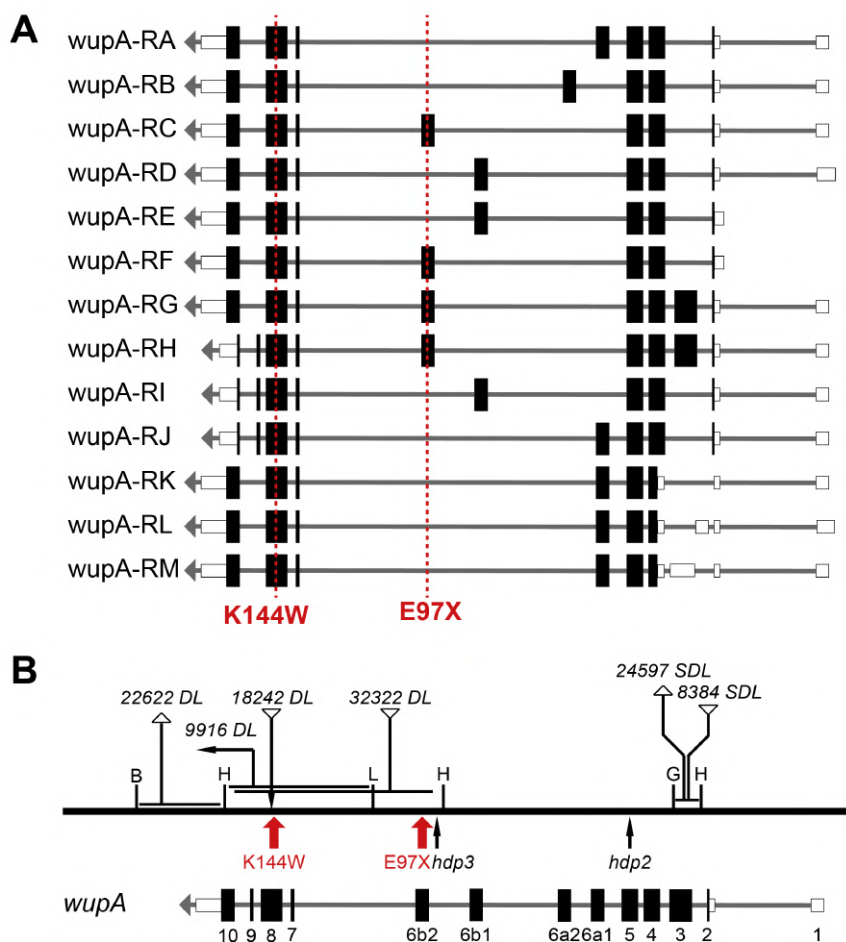 A
wupA-RA
wupA-RB
wupA-RC
wupA-RD
wupA-RE
wupA-RF
wupA-RG
wupA-RH
wupA-RI
wupA-RJ
wupA-RK
wupA-RL
wupA-RM
K144W E97X
B
24597 SDL
22622 DL 18242 DL 32322 DL 8384 SDL
9916 DL
B H L H G H
K144W E97X hdp3 hdp2
wupA
10 9 8 7 6b2 6b1 6a2 6a1 5 4 3 2 1